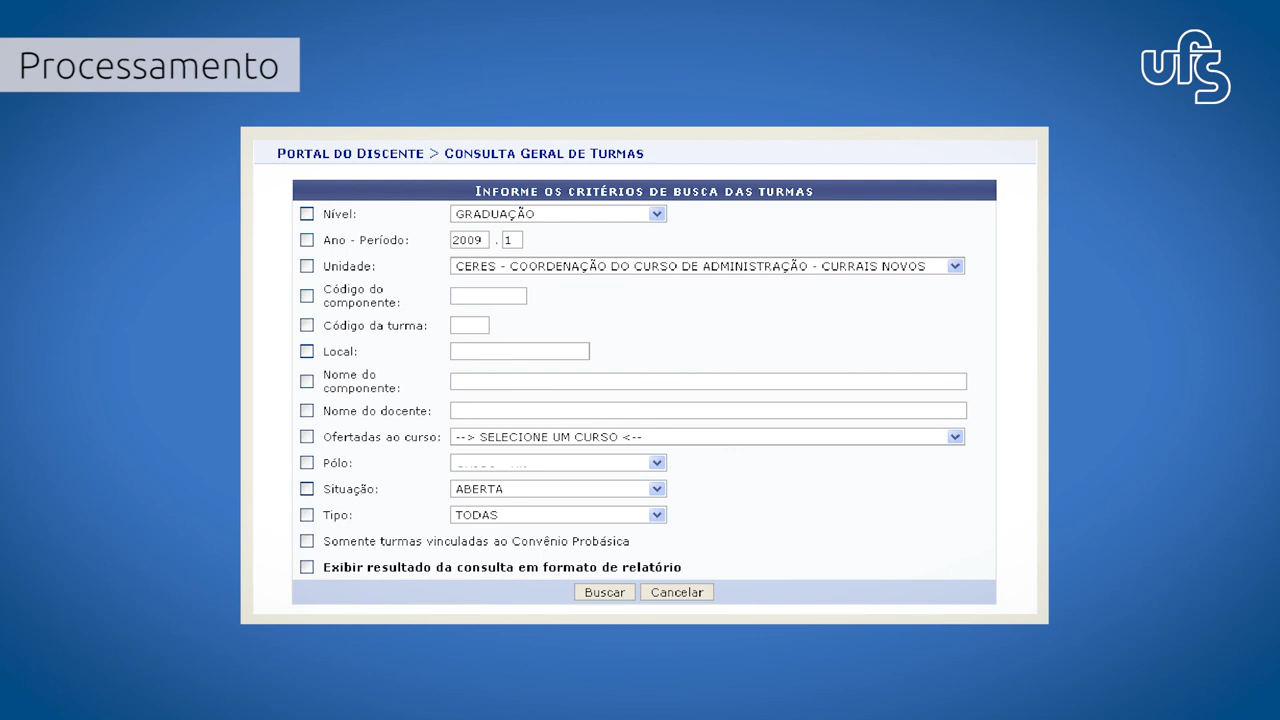 Processamento
ufs
PORTAL DO DISCENTE > CONSULTA GERAL DE TURMAS
INFORME OS CRITÉRIOS DE BUSCA DAS TURMAS
Nível: GRADUAÇÃO
Ano - Período: 2009 . 1
Unidade: CERES - COORDENAÇÃO DO CURSO DE ADMINISTRAÇÃO - CURRAIS NOVOS
Código do
componente:
Código da turma:
Local:
Nome do
componente:
Nome do docente:
Ofertadas ao curso: --> SELECIONE UM CURSO <--
Pólo:
Situação: ABERTA
Tipo: TODAS
Somente turmas vinculadas ao Convênio Probásica
Exibir resultado da consulta em formato de relatório
Buscar Cancelar